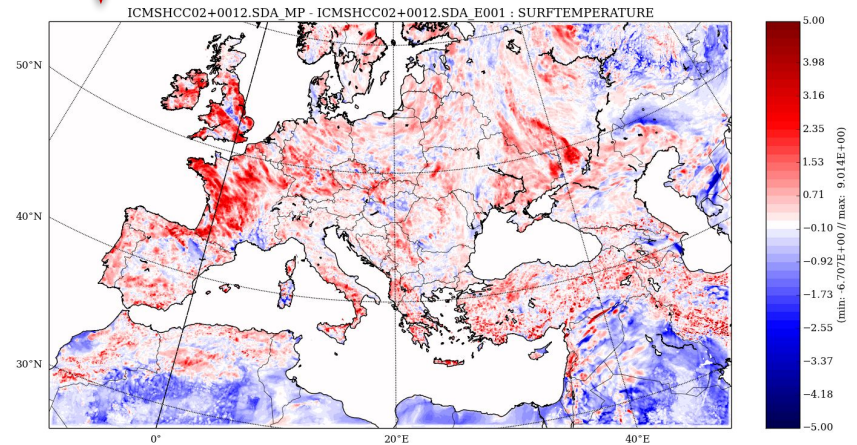 ICMSHCC02+0012.SDA_MP - ICMSHCC02+0012.SDA_E001 : SURFTEMPERATURE
50°N
40°N
30°N
0°
20°E
40°E
5.00
3.98
3.16
2.35
1.53
0.71
−0.10
−0.92
−1.73
−2.55
−3.37
−4.18
−5.00
(min: -6.707E+00 // max: 9.014E+00)